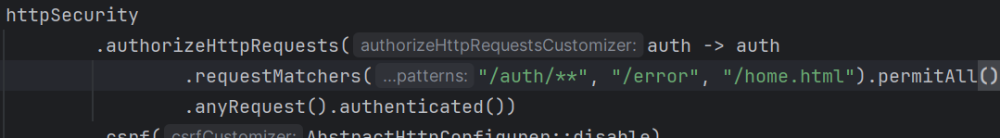 httpSecurity
.authorizeHttpRequests( authorizeHttpRequestsCustomizer: auth -> auth
.requestMatchers( ...patterns: "/auth/**", "/error", "/home.html").permitAll()
.anyRequest().authenticated())
.csrf( csrfCustomizer: AbstractHttpConfigurer::disable)